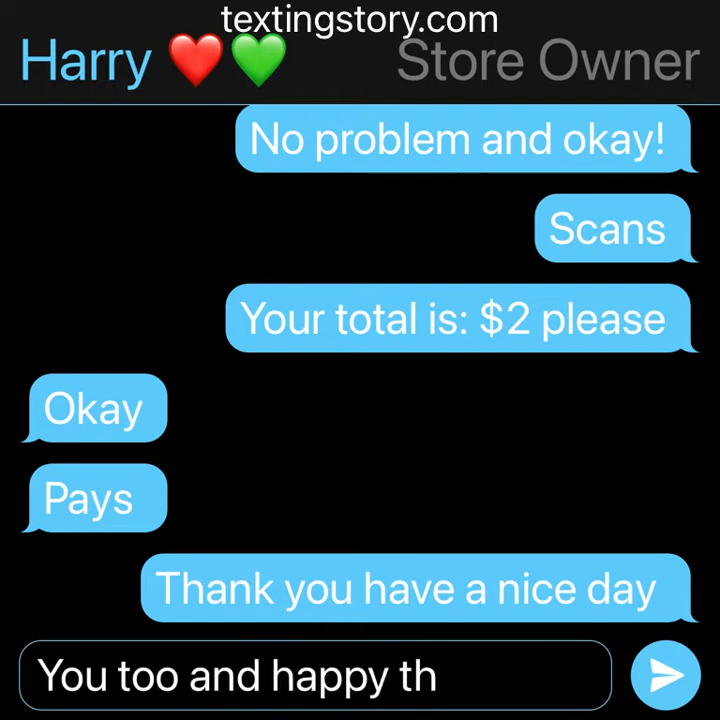 textingstory.com
Harry ❤️💚 Store Owner
No problem and okay!
Scans
Your total is: $2 please
Okay
Pays
Thank you have a nice day
You too and happy th